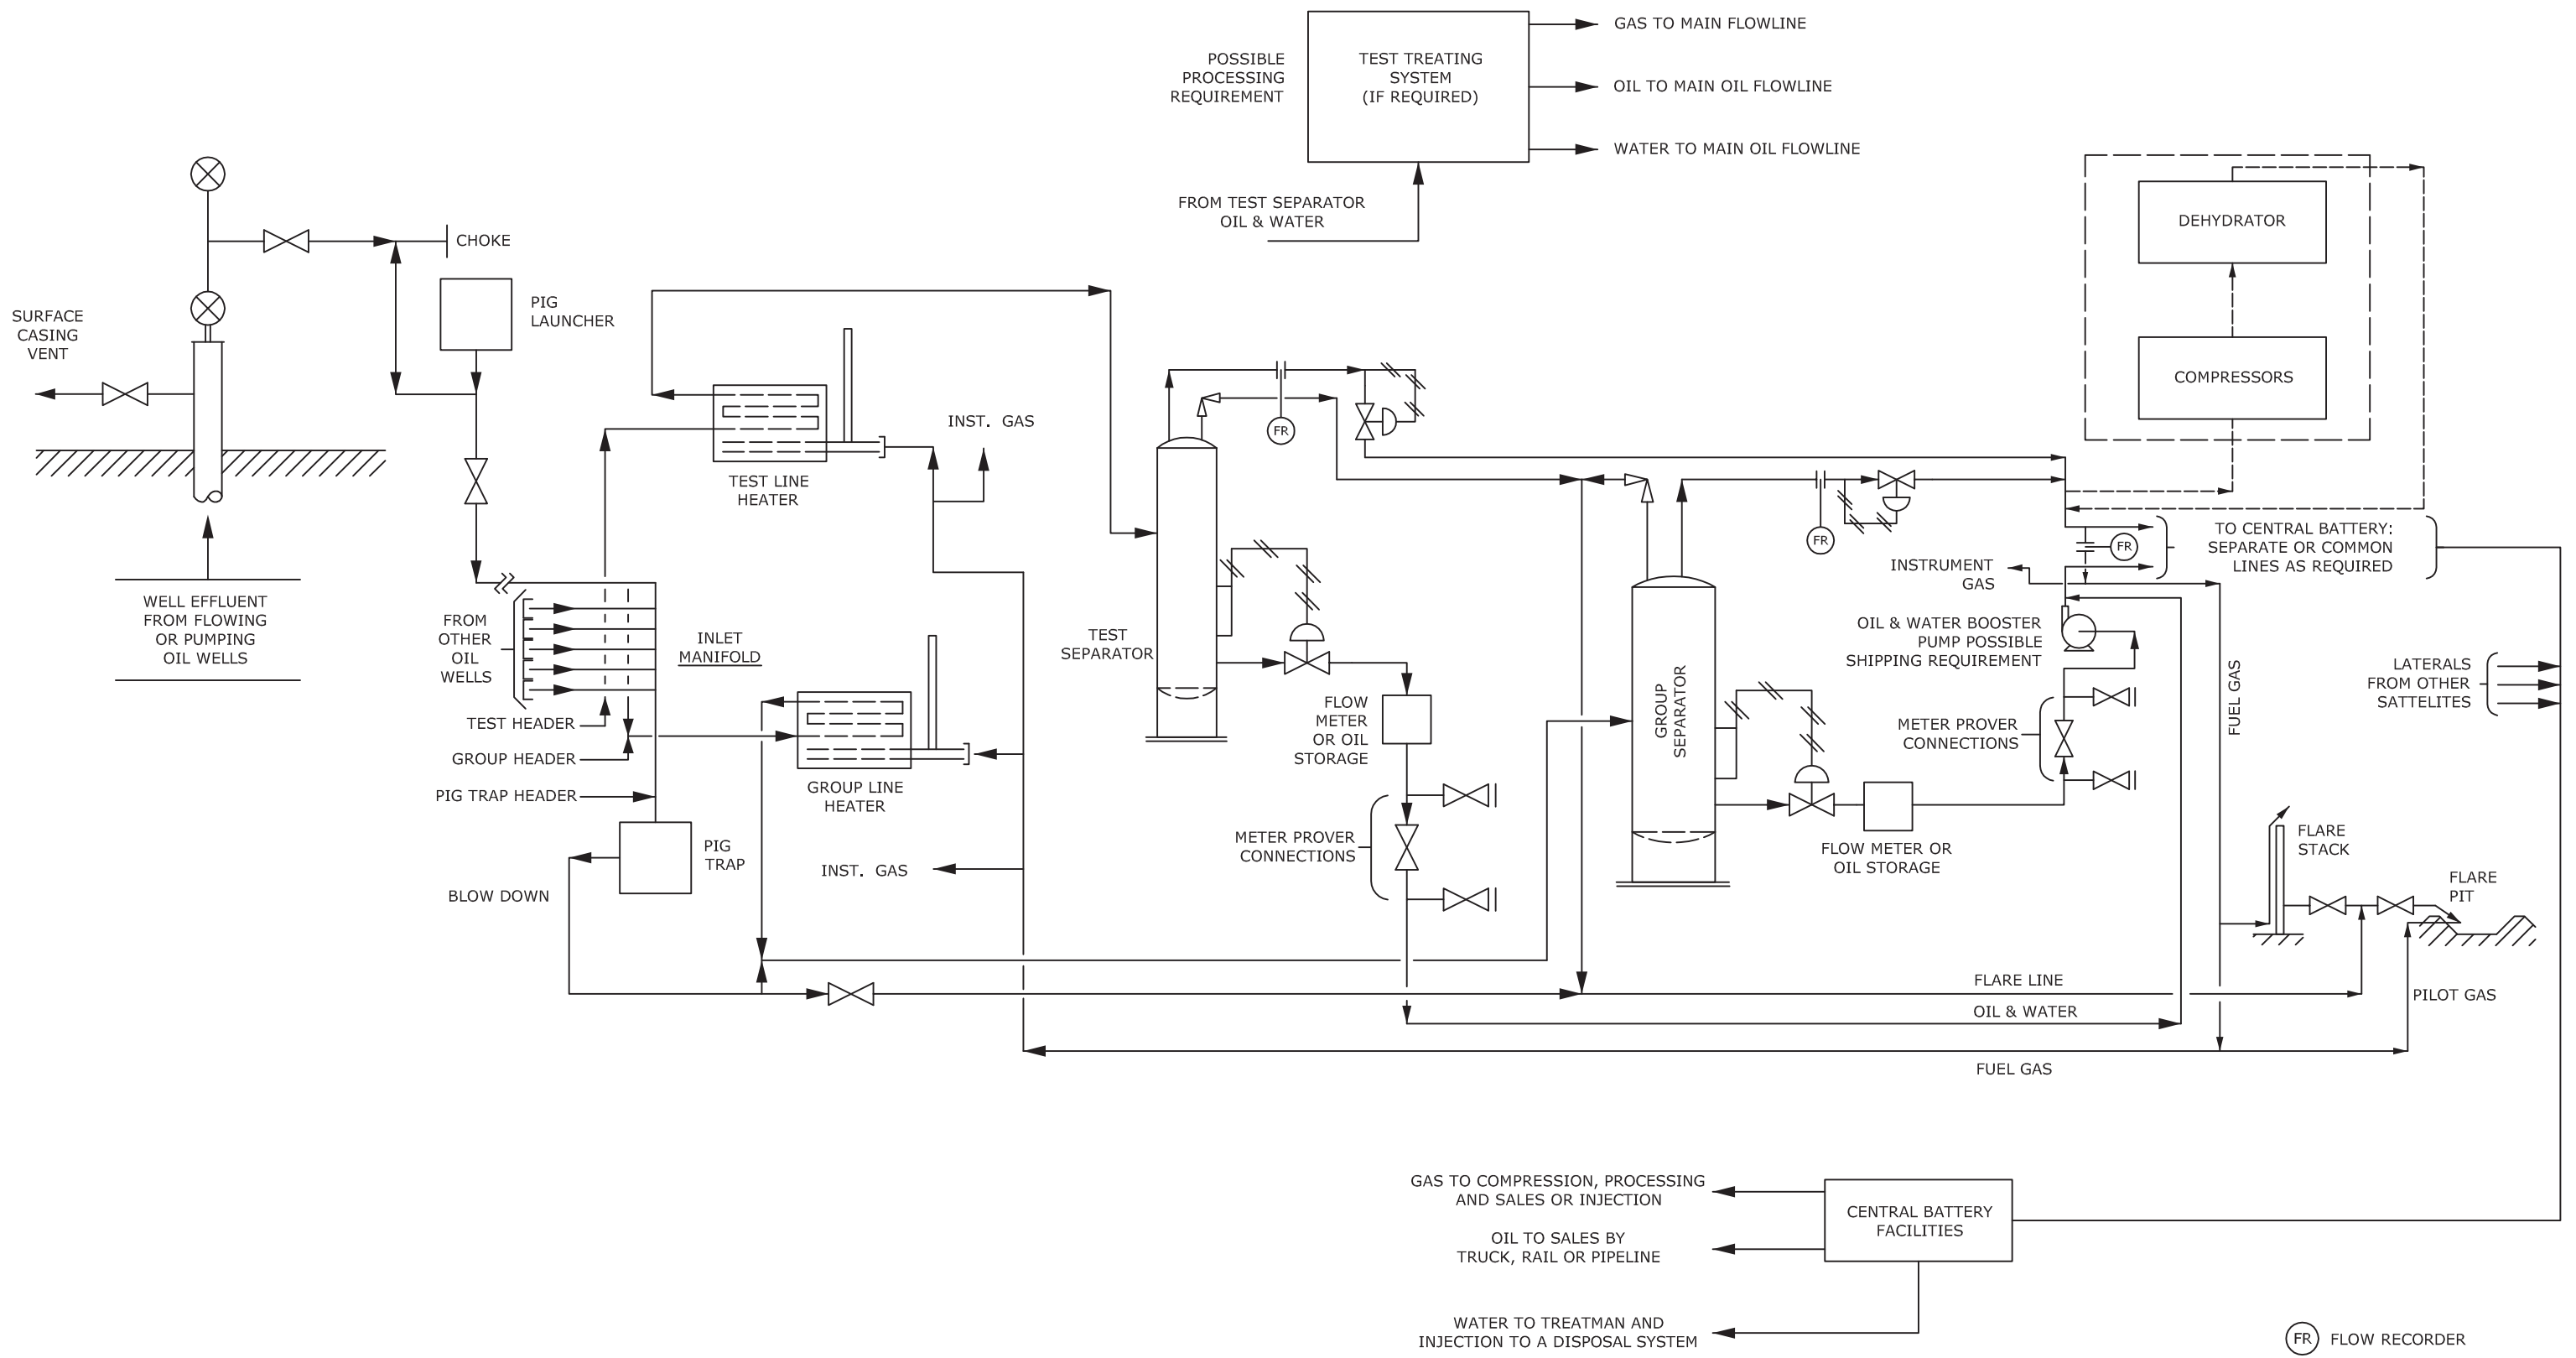 GAS TO MAIN FLOWLINE
POSSIBLE
PROCESSING
REQUIREMENT
TEST TREATING
SYSTEM
(IF REQUIRED)
OIL TO MAIN OIL FLOWLINE
WATER TO MAIN OIL FLOWLINE
FROM TEST SEPARATOR
OIL & WATER
DEHYDRATOR
COMPRESSORS
CHOKE
PIG
LAUNCHER
SURFACE
CASING
VENT
WELL EFFLUENT
FROM FLOWING
OR PUMPING
OIL WELLS
TEST LINE
HEATER
INST. GAS
FR
FR
FR
TO CENTRAL BATTERY:
SEPARATE OR COMMON
LINES AS REQUIRED
INSTRUMENT
GAS
OIL & WATER BOOSTER
PUMP POSSIBLE
SHIPPING REQUIREMENT
FROM
OTHER
OIL
WELLS
INLET
MANIFOLD
TEST HEADER
GROUP HEADER
PIG TRAP HEADER
PIG
TRAP
BLOW DOWN
GROUP LINE
HEATER
INST. GAS
TEST
SEPARATOR
FLOW
METER
OR OIL
STORAGE
METER PROVER
CONNECTIONS
GROUP
SEPARATOR
FLOW METER OR
OIL STORAGE
METER PROVER
CONNECTIONS
FUEL GAS
LATERALS
FROM OTHER
SATTELITES
FLARE
STACK
FLARE
PIT
PILOT GAS
FLARE LINE
OIL & WATER
FUEL GAS
GAS TO COMPRESSION, PROCESSING
AND SALES OR INJECTION
OIL TO SALES BY
TRUCK, RAIL OR PIPELINE
CENTRAL BATTERY
FACILITIES
WATER TO TREATMAN AND
INJECTION TO A DISPOSAL SYSTEM
FR FLOW RECORDER